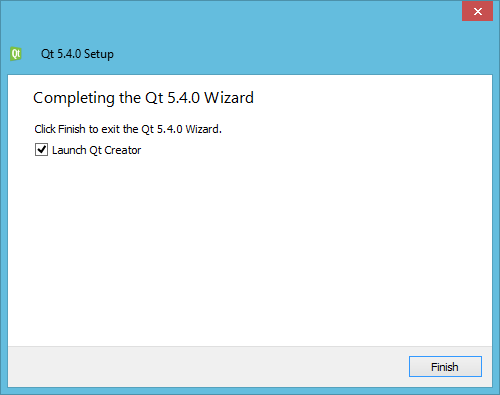 Qt
Qt 5.4.0 Setup
Completing the Qt 5.4.0 Wizard
Click Finish to exit the Qt 5.4.0 Wizard.
Launch Qt Creator
Finish